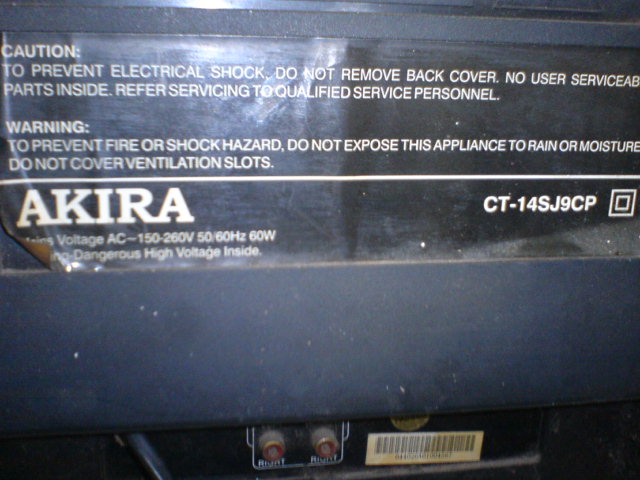 CAUTION:
TO PREVENT ELECTRICAL SHOCK, DO NOT REMOVE BACK COVER. NO USER SERVICEAB
PARTS INSIDE. REFER SERVICING TO QUALIFIED SERVICE PERSONNEL.
WARNING:
TO PREVENT FIRE OR SHOCK HAZARD, DO NOT EXPOSE THIS APPLIANCE TO RAIN OR MOISTURE
DO NOT COVER VENTILATION SLOTS.
AKIRA CT-14SJ9CP
Voltage AC~150-260V 50/60Hz 60W
-Dangerous High Voltage Inside.
RIGHT RIGHT